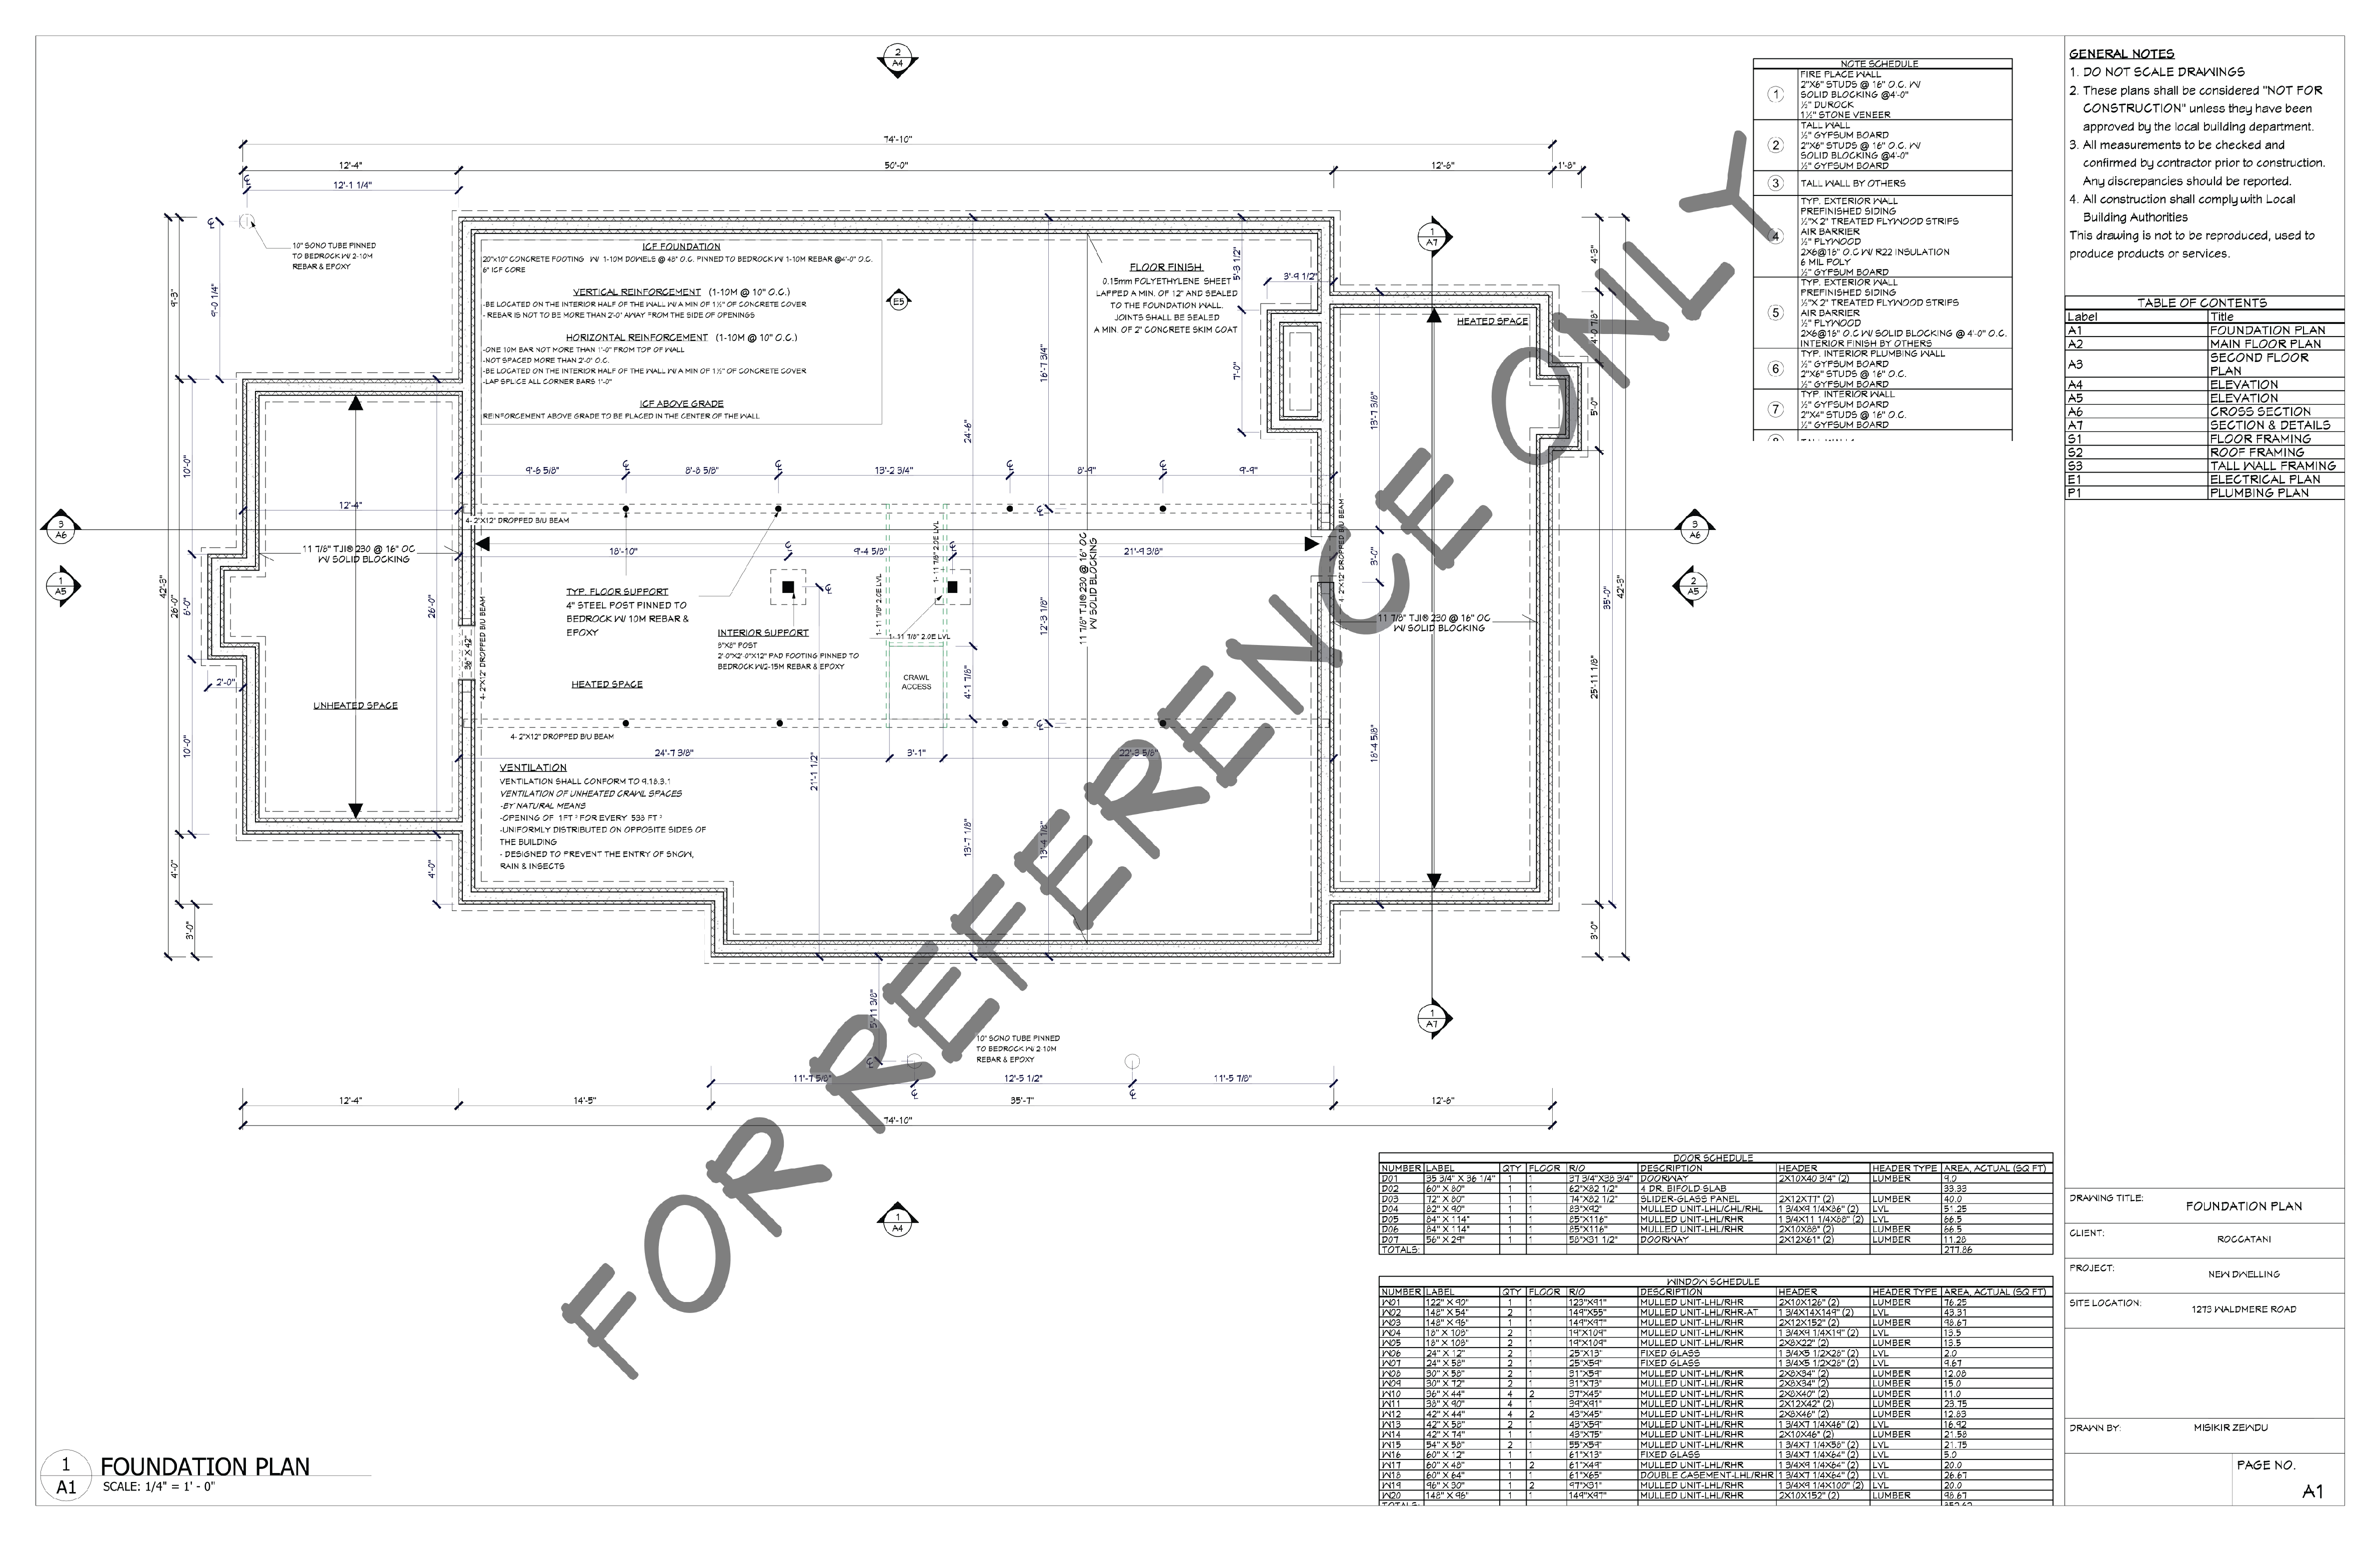 2
A4
74'-10"
12'-4"
50'-0"
12'-6"
1'-8"
12'-1 1/4"
10" SONO TUBE PINNED
TO BEDROCK W/ 2-10M
REBAR & EPOXY
9'-3"
9'-0 1/4"
ICF FOUNDATION
20"x10" CONCRETE FOOTING W/ 1-10M DOWELS @ 48" O.C. PINNED TO BEDROCK W/ 1-10M REBAR @4'-0" O.C.
6" ICF CORE
VERTICAL REINFORCEMENT (1-10M @ 10" O.C.)
-BE LOCATED ON THE INTERIOR HALF OF THE WALL W/ A MIN OF 1½" OF CONCRETE COVER
- REBAR IS NOT TO BE MORE THAN 2'-0" AWAY FROM THE SIDE OF OPENINGS
HORIZONTAL REINFORCEMENT (1-10M @ 10" O.C.)
-ONE 10M BAR NOT MORE THAN 1'-0" FROM TOP OF WALL
-NOT SPACED MORE THAN 2'-0" O.C.
-BE LOCATED ON THE INTERIOR HALF OF THE WALL W/ A MIN OF 1½" OF CONCRETE COVER
-LAP SPLICE ALL CORNER BARS 1'-0"
ICF ABOVE GRADE
REINFORCEMENT ABOVE GRADE TO BE PLACED IN THE CENTER OF THE WALL
E5
FLOOR FINISH
0.15mm POLYETHYLENE SHEET
LAPPED A MIN. OF 12" AND SEALED
TO THE FOUNDATION WALL.
JOINTS SHALL BE SEALED
A MIN. OF 2" CONCRETE SKIM COAT
5'-3 1/2"
3'-9 1/2"
7'-0"
16'-7 3/4"
24'-6"
1
A7
HEATED SPACE
4'-3"
4'-0 7/8"
5'-0"
13'-7 3/8"
9'-6 5/8"
8'-8 5/8"
13'-2 3/4"
8'-9"
9'-9"
10'-0"
12'-4"
4- 2"X12" DROPPED B/U BEAM
3
A6
3
A6
11 7/8" TJI® 230 @ 16" OC
W/ SOLID BLOCKING
18'-10"
9'-4 5/8"
21'-9 3/8"
1
A5
2
A5
42'-3"
26'-0"
6'-0"
26'-0"
TYP. FLOOR SUPPORT
4" STEEL POST PINNED TO
BEDROCK W/ 10M REBAR &
EPOXY
INTERIOR SUPPORT
8"X8" POST
2'-0"X2'-0"X12" PAD FOOTING PINNED TO
BEDROCK W/2-15M REBAR & EPOXY
1- 11 7/8" 2.0E LVL
1- 11 7/8" 2.0E LVL
1- 11 7/8" 2.0E LVL
12'-3 1/8"
11 7/8" TJI® 230 @ 16" OC
W/ SOLID BLOCKING
4- 2"X12" DROPPED B/U BEAM
4- 2"X12" DROPPED B/U BEAM
3'-0"
11 7/8" TJI® 230 @ 16" OC
W/ SOLID BLOCKING
35'-0"
42'-3"
36" X 42"
4- 2"X12" DROPPED B/U BEAM
HEATED SPACE
CRAWL
ACCESS
4'-1 7/8"
2'-0"
UNHEATED SPACE
25'-11 1/8"
4- 2"X12" DROPPED B/U BEAM
24'-7 3/8"
3'-1"
22'-3 5/8"
10'-0"
18'-4 5/8"
21'-1 1/2"
VENTILATION
VENTILATION SHALL CONFORM TO 9.18.3.1
VENTILATION OF UNHEATED CRAWL SPACES
-BY NATURAL MEANS
-OPENING OF 1FT ² FOR EVERY 538 FT ²
-UNIFORMLY DISTRIBUTED ON OPPOSITE SIDES OF
THE BUILDING
- DESIGNED TO PREVENT THE ENTRY OF SNOW,
RAIN & INSECTS
13'-7 1/8"
13'-4 1/8"
4'-0"
4'-0"
3'-0"
3'-0"
5'-11 3/8"
10" SONO TUBE PINNED
TO BEDROCK W/ 2-10M
REBAR & EPOXY
1
A7
11'-7 5/8"
12'-5 1/2"
11'-5 7/8"
12'-4"
14'-5"
35'-7"
12'-6"
74'-10"
1
A4
FOR REFERENCE ONLY
NOTE SCHEDULE
1
FIRE PLACE WALL
2"X6" STUDS @ 16" O.C. W/
SOLID BLOCKING @4'-0"
½" DUROCK
1½" STONE VENEER
2
TALL WALL
½" GYPSUM BOARD
2"X6" STUDS @ 16" O.C. W/
SOLID BLOCKING @4'-0"
½" GYPSUM BOARD
3 TALL WALL BY OTHERS
4
TYP. EXTERIOR WALL
PREFINISHED SIDING
½"X 2" TREATED PLYWOOD STRIPS
AIR BARRIER
½" PLYWOOD
2X6@16" O.C W/ R22 INSULATION
6 MIL POLY
½" GYPSUM BOARD
5
TYP. EXTERIOR WALL
PREFINISHED SIDING
½"X 2" TREATED PLYWOOD STRIPS
AIR BARRIER
½" PLYWOOD
2X6@16" O.C W/ SOLID BLOCKING @ 4'-0" O.C.
INTERIOR FINISH BY OTHERS
6
TYP. INTERIOR PLUMBING WALL
½" GYPSUM BOARD
2"X6" STUDS @ 16" O.C.
½" GYPSUM BOARD
7
TYP. INTERIOR WALL
½" GYPSUM BOARD
2"X4" STUDS @ 16" O.C.
½" GYPSUM BOARD
GENERAL NOTES
1. DO NOT SCALE DRAWINGS
2. These plans shall be considered "NOT FOR
CONSTRUCTION" unless they have been
approved by the local building department.
3. All measurements to be checked and
confirmed by contractor prior to construction.
Any discrepancies should be reported.
4. All construction shall comply with Local
Building Authorities
This drawing is not to be reproduced, used to
produce products or services.
TABLE OF CONTENTS
Label Title
A1 FOUNDATION PLAN
A2 MAIN FLOOR PLAN
A3 SECOND FLOOR
PLAN
A4 ELEVATION
A5 ELEVATION
A6 CROSS SECTION
A7 SECTION & DETAILS
S1 FLOOR FRAMING
S2 ROOF FRAMING
S3 TALL WALL FRAMING
E1 ELECTRICAL PLAN
P1 PLUMBING PLAN
DOOR SCHEDULE
NUMBER LABEL QTY FLOOR R/O DESCRIPTION HEADER HEADER TYPE AREA, ACTUAL (SQ FT)
D01 35 3/4" X 36 1/4" 1 1 37 3/4"X38 3/4" DOORWAY 2X10X40 3/4" (2) LUMBER 9.0
D02 60" X 80" 1 1 62"X82 1/2" 4 DR. BIFOLD SLAB 33.33
D03 72" X 80" 1 1 74"X82 1/2" SLIDER-GLASS PANEL 2X12X77" (2) LUMBER 40.0
D04 82" X 90" 1 1 83"X92" MULLED UNIT-LHL/CHL/RHL 1 3/4X9 1/4X86" (2) LVL 51.25
D05 84" X 114" 1 1 85"X116" MULLED UNIT-LHL/RHR 1 3/4X11 1/4X88" (2) LVL 66.5
D06 84" X 114" 1 1 85"X116" MULLED UNIT-LHL/RHR 2X10X88" (2) LUMBER 66.5
D07 56" X 29" 1 1 58"X31 1/2" DOORWAY 2X12X61" (2) LUMBER 11.28
TOTALS: 277.86
WINDOW SCHEDULE
NUMBER LABEL QTY FLOOR R/O DESCRIPTION HEADER HEADER TYPE AREA, ACTUAL (SQ FT)
W01 122" X 90" 1 1 123"X91" MULLED UNIT-LHL/RHR 2X10X126" (2) LUMBER 76.25
W02 148" X 54" 2 1 149"X55" MULLED UNIT-LHL/RHR-AT 1 3/4X14X149" (2) LVL 43.31
W03 148" X 96" 1 1 149"X97" MULLED UNIT-LHL/RHR 2X12X152" (2) LUMBER 98.67
W04 18" X 108" 2 1 19"X109" MULLED UNIT-LHL/RHR 1 3/4X9 1/4X19" (2) LVL 13.5
W05 18" X 108" 2 1 19"X109" MULLED UNIT-LHL/RHR 2X8X22" (2) LUMBER 13.5
W06 24" X 12" 2 1 25"X13" FIXED GLASS 1 3/4X5 1/2X28" (2) LVL 2.0
W07 24" X 58" 2 1 25"X59" FIXED GLASS 1 3/4X5 1/2X28" (2) LVL 9.67
W08 30" X 58" 2 1 31"X59" MULLED UNIT-LHL/RHR 2X8X34" (2) LUMBER 12.08
W09 30" X 72" 2 1 31"X73" MULLED UNIT-LHL/RHR 2X8X34" (2) LUMBER 15.0
W10 36" X 44" 4 2 37"X45" MULLED UNIT-LHL/RHR 2X8X40" (2) LUMBER 11.0
W11 38" X 90" 4 1 39"X91" MULLED UNIT-LHL/RHR 2X12X42" (2) LUMBER 23.75
W12 42" X 44" 4 2 43"X45" MULLED UNIT-LHL/RHR 2X8X46" (2) LUMBER 12.83
W13 42" X 58" 2 1 43"X59" MULLED UNIT-LHL/RHR 1 3/4X7 1/4X46" (2) LVL 16.92
W14 42" X 74" 1 1 43"X75" MULLED UNIT-LHL/RHR 2X10X46" (2) LUMBER 21.58
W15 54" X 58" 2 1 55"X59" MULLED UNIT-LHL/RHR 1 3/4X7 1/4X58" (2) LVL 21.75
W16 60" X 12" 1 1 61"X13" FIXED GLASS 1 3/4X7 1/4X64" (2) LVL 5.0
W17 60" X 48" 1 2 61"X49" MULLED UNIT-LHL/RHR 1 3/4X9 1/4X64" (2) LVL 20.0
W18 60" X 64" 1 1 61"X65" DOUBLE CASEMENT-LHL/RHR 1 3/4X7 1/4X64" (2) LVL 26.67
W19 96" X 30" 1 2 97"X31" MULLED UNIT-LHL/RHR 1 3/4X9 1/4X100" (2) LVL 20.0
W20 148" X 96" 1 1 149"X97" MULLED UNIT-LHL/RHR 2X10X152" (2) LUMBER 98.67
DRAWING TITLE: FOUNDATION PLAN
CLIENT: ROCCATANI
PROJECT: NEW DWELLING
SITE LOCATION: 1273 WALDMERE ROAD
DRAWN BY: MISIKIR ZEWDU
PAGE NO.
A1
1
A1
FOUNDATION PLAN
SCALE: 1/4" = 1' - 0"